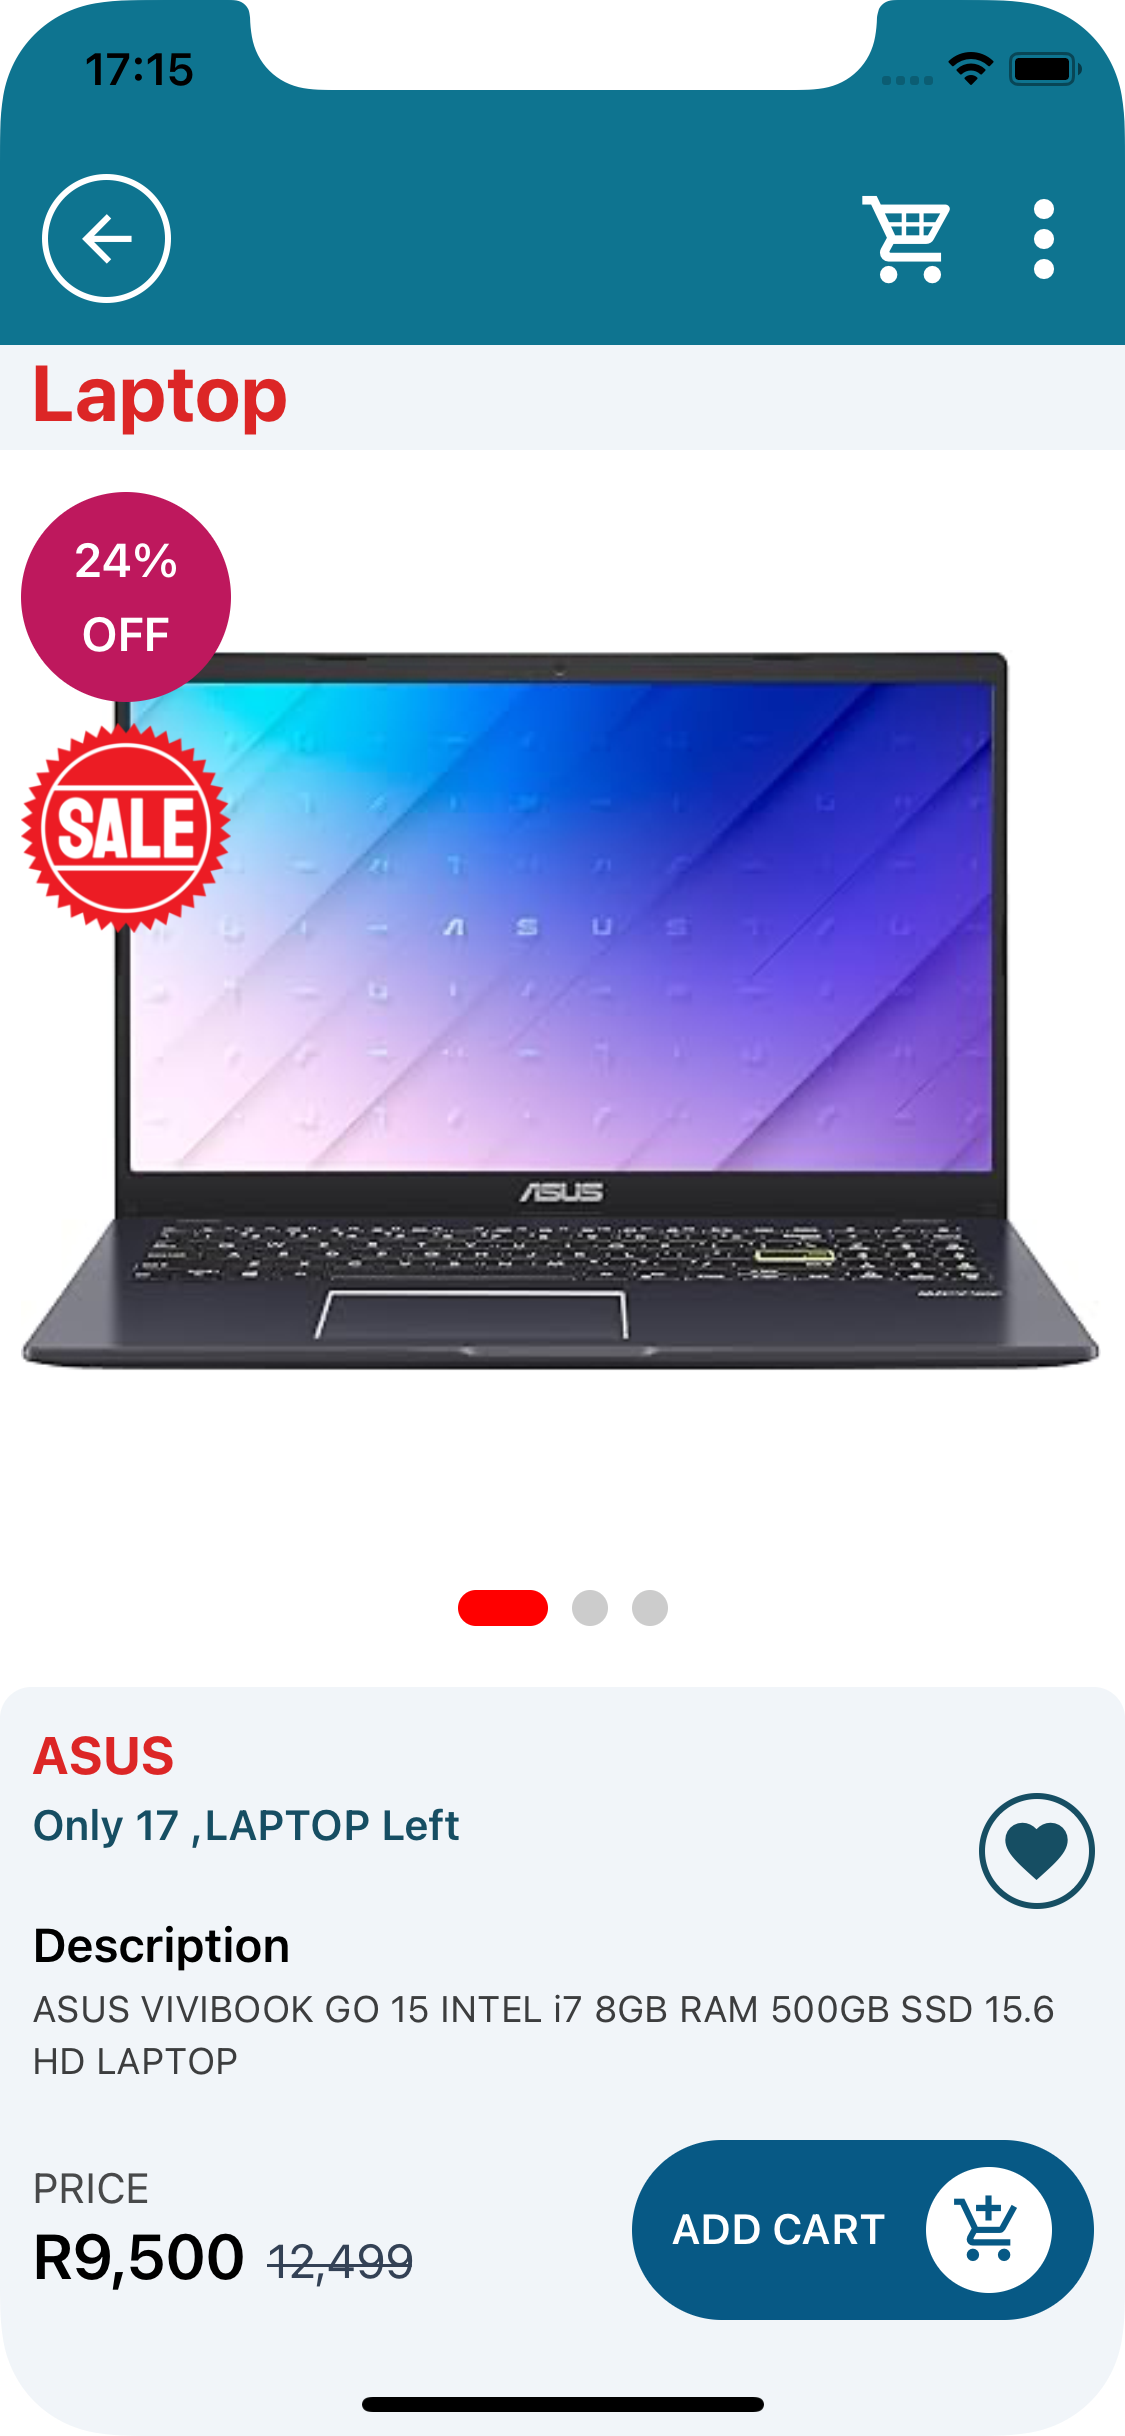 17:15
Laptop
24%
OFF
SALE
ASUS
ASUS
ASUS
Only 17 ,LAPTOP Left
Description
ASUS VIVIBOOK GO 15 INTEL i7 8GB RAM 500GB SSD 15.6
HD LAPTOP
PRICE
R9,500 12,499
ADD CART